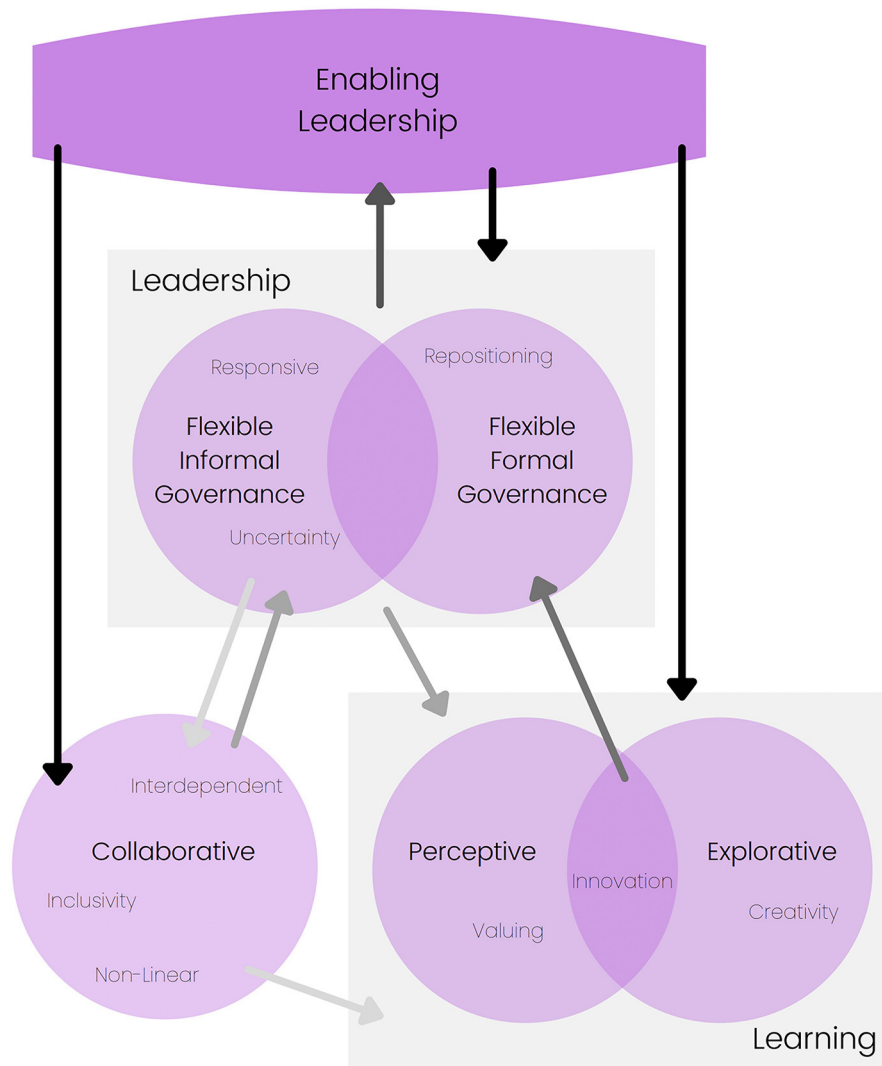 Enabling
Leadership
Leadership
Responsive
Repositioning
Flexible
Informal
Governance
Flexible
Formal
Governance
Uncertainty
Interdependent
Collaborative
Inclusivity
Non-Linear
Perceptive
Explorative
Innovation
Valuing
Creativity
Learning